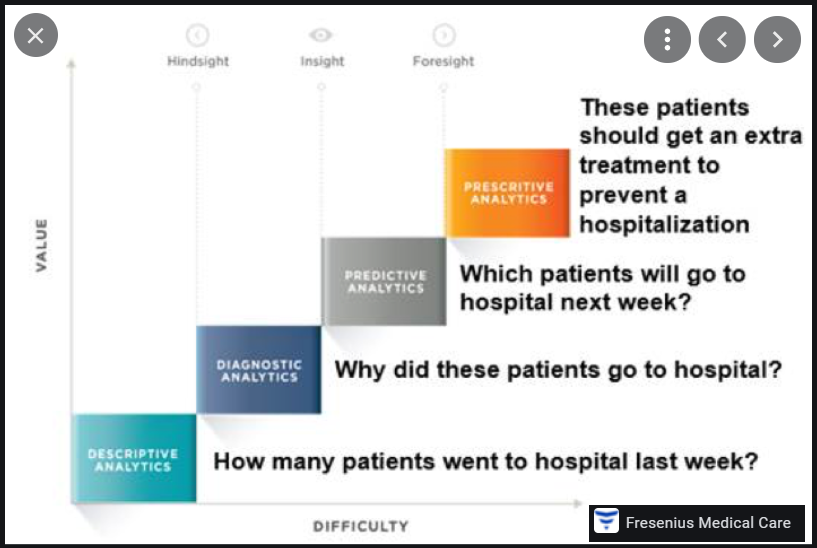 Hindsight
Insight
Foresight
These patients
should get an extra
treatment to
prevent a
hospitalization
PRESCRITIVE
ANALYTICS
VALUE
PREDICTIVE
ANALYTICS
Which patients will go to
hospital next week?
DIAGNOSTIC
ANALYTICS
Why did these patients go to hospital?
DESCRIPTIVE
ANALYTICS
How many patients went to hospital last week?
DIFFICULTY
Fresenius Medical Care